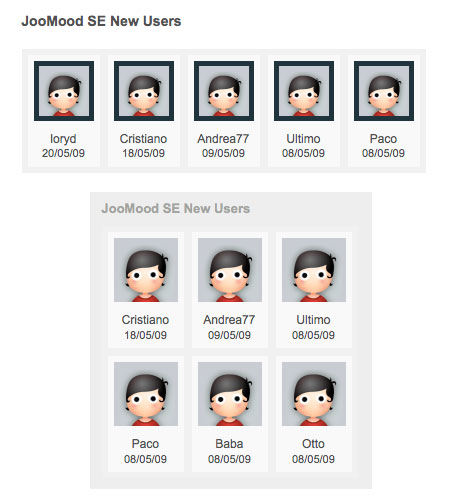 JooMood SE New Users
loryd Cristiano Andrea77 Ultimo Paco
20/05/09 18/05/09 09/05/09 08/05/09 08/05/09
JooMood SE New Users
Cristiano Andrea77 Ultimo
18/05/09 09/05/09 08/05/09
Paco Baba Otto
08/05/09 08/05/09 08/05/09